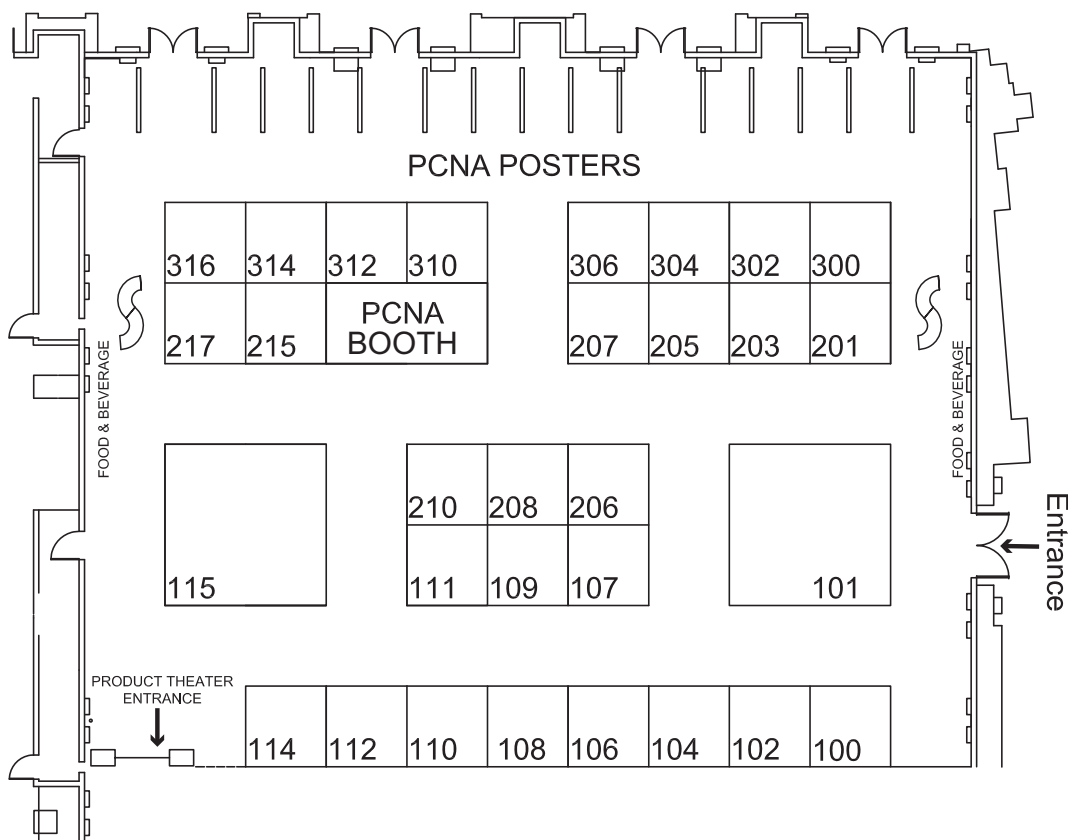 PCNA POSTERS
316 314 312 310 306 304 302 300
PCNA
BOOTH
217 215 207 205 203 201
FOOD & BEVERAGE
FOOD & BEVERAGE
210 208 206
Entrance
115 111 109 107 101
PRODUCT THEATER
ENTRANCE
114 112 110 108 106 104 102 100